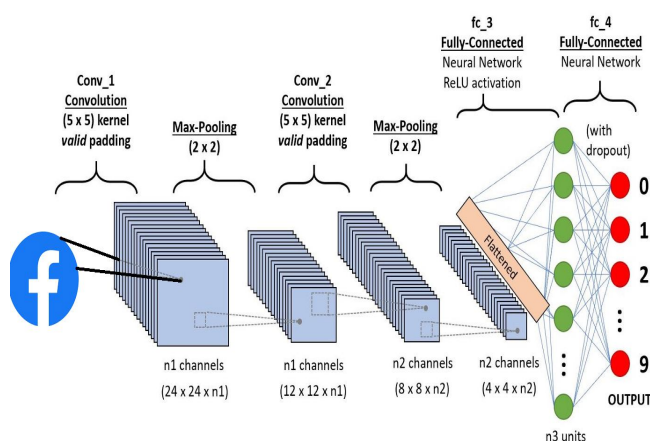 fc_3
Fully-Connected
Neural Network
ReLU activation
fc_4
Fully-Connected
Neural Network
Conv_1
Convolution
(5 x 5) kernel
valid padding
Max-Pooling
(2 x 2)
Conv_2
Convolution
(5 x 5) kernel
valid padding
Max-Pooling
(2 x 2)
(with
dropout)
f
Flattened
0
1
2
9
OUTPUT
n1 channels
(24 x 24 x n1)
n1 channels
(12 x 12 x n1)
n2 channels
(8 x 8 x n2)
n2 channels
(4 x 4 x n2)
n3 units